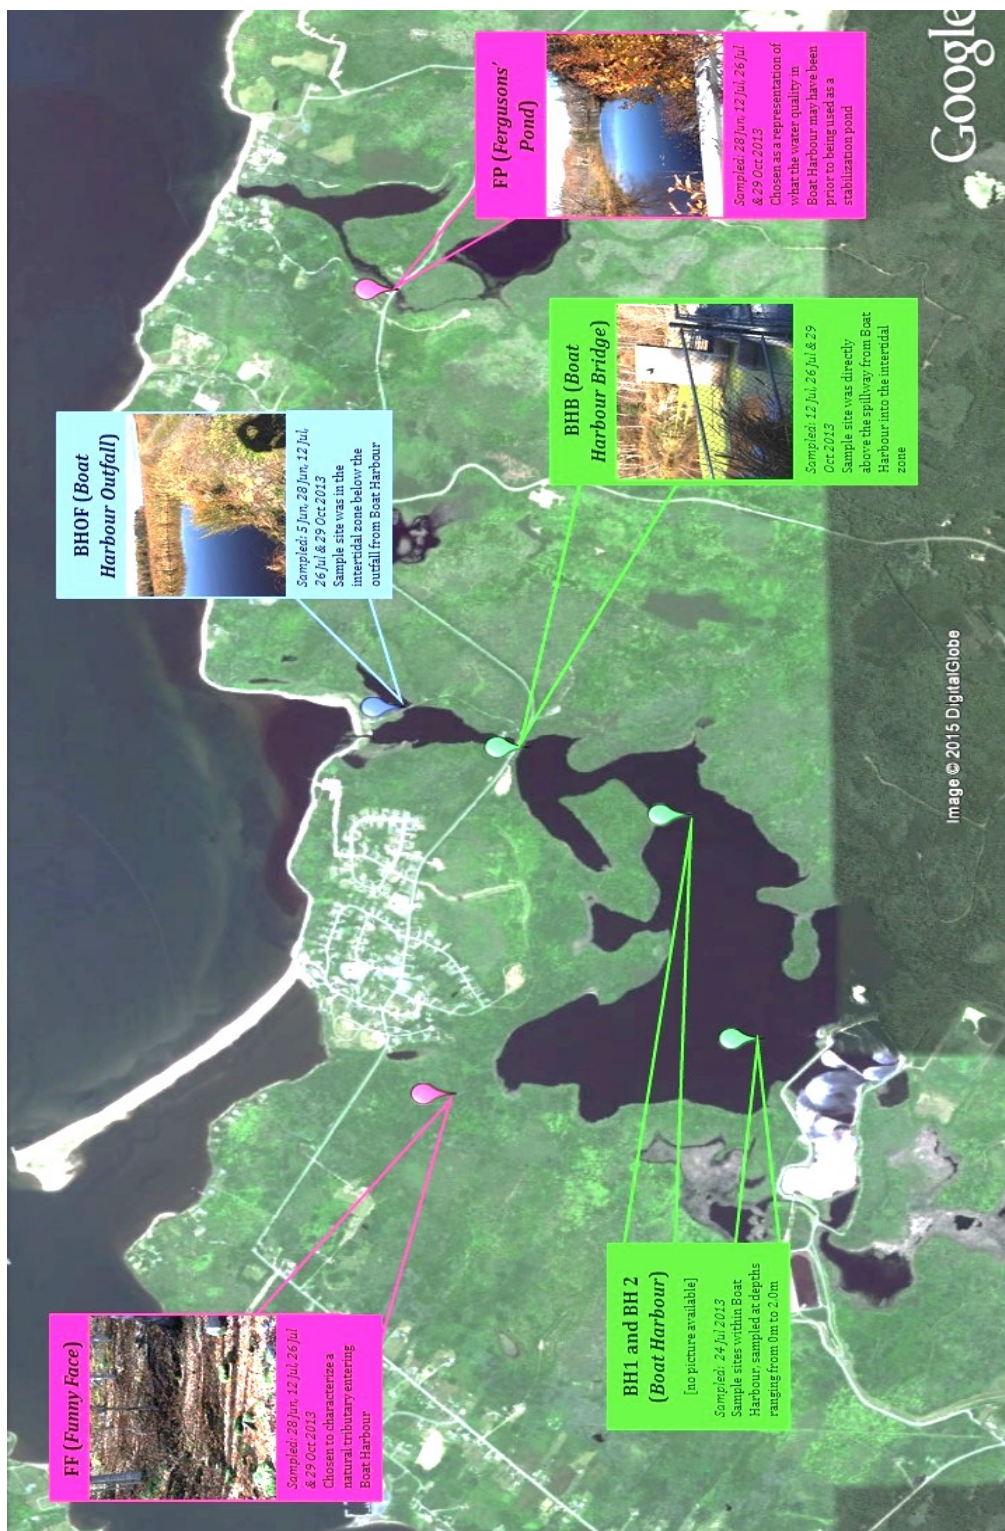 FF (Funny Face)
Sampled: 28 Jun, 12 Jul, 26 Jul
& 29 Oct 2013
Chosen to characterize a
natural tributary entering
Boat Harbour
BHOF (Boat
Harbour Outfall)
Sampled: 5 Jun, 28 Jun, 12 Jul,
26 Jul & 29 Oct 2013
Sample site was in the
intertidal zone below the
outfall from Boat Harbour
FP (Fergusons'
Pond)
Sampled: 28 Jun, 12 Jul, 26 Jul
& 29 Oct 2013
Chosen as a representation of
what the water quality in
Boat Harbour may have been
prior to being used as a
stabilization pond
BHB (Boat
Harbour Bridge)
Sampled: 12 Jul, 26 Jul & 29
Oct 2013
Sample site was directly
above the spillway from Boat
Harbour into the intertidal
zone
BH1 and BH 2
(Boat Harbour)
[no picture available]
Sampled: 24 Jul 2013
Sample sites within Boat
Harbour, sampled at depths
ranging from 0m to 2.0m
Image © 2015 DigitalGlobe
Google